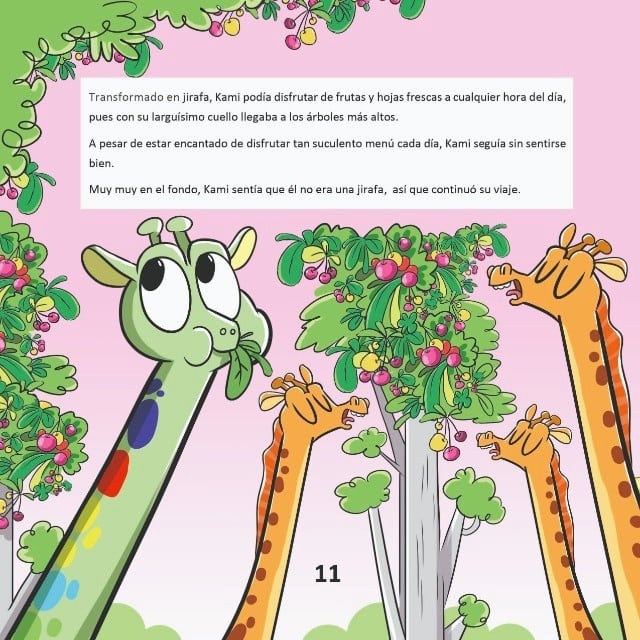 Transformado en jirafa, Kami podía disfrutar de frutas y hojas frescas a cualquier hora del día,
pues con su larguísimo cuello llegaba a los árboles más altos.
A pesar de estar encantado de disfrutar tan suculento menú cada día, Kami seguía sin sentirse
bien.
Muy muy en el fondo, Kami sentía que él no era una jirafa, así que continuó su viaje.
11